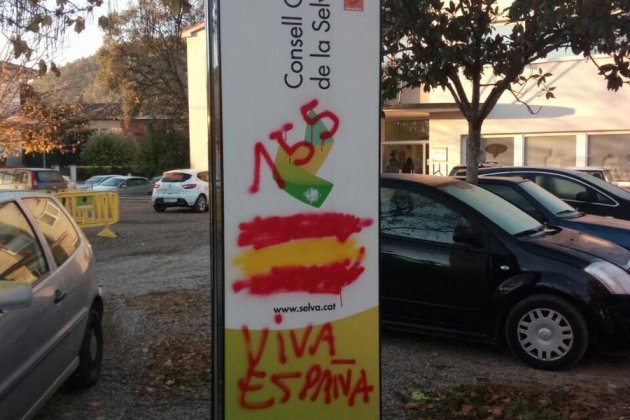 Consell C
de la Selv
155
www.selva.cat
VIVA
ESPAÑA